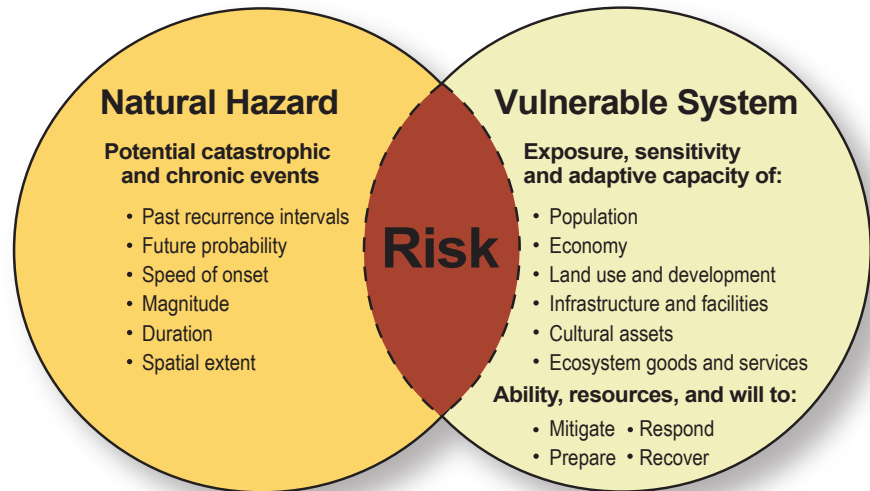 Natural Hazard
Potential catastrophic
and chronic events
• Past recurrence intervals
• Future probability
• Speed of onset
• Magnitude
• Duration
• Spatial extent
Risk
Vulnerable System
Exposure, sensitivity
and adaptive capacity of:
• Population
• Economy
• Land use and development
• Infrastructure and facilities
• Cultural assets
• Ecosystem goods and services
Ability, resources, and will to:
• Mitigate • Respond
• Prepare • Recover